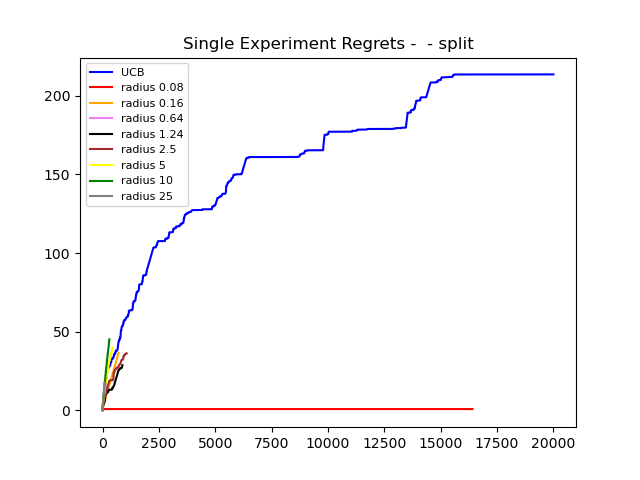 Single Experiment Regrets -  - split
UCB
radius 0.08
radius 0.16
radius 0.64
radius 1.24
radius 2.5
radius 5
radius 10
radius 25
200
150
100
50
0
0 2500 5000 7500 10000 12500 15000 17500 20000